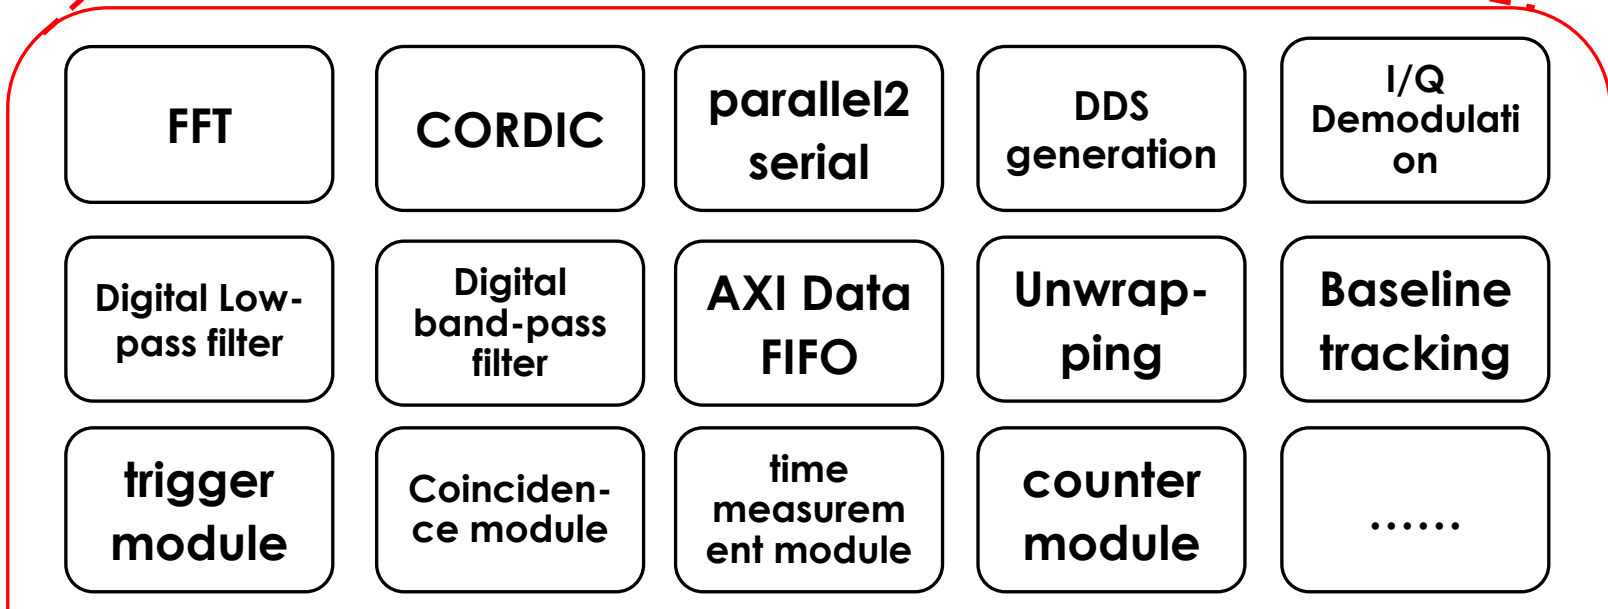 FFT
CORDIC
parallel2
serial
DDS
generation
I/Q
Demodulati
on
Digital Low-
pass filter
Digital
band-pass
filter
AXI Data
FIFO
Unwrap-
ping
Baseline
tracking
trigger
module
Coinciden-
ce module
time
measurem
ent module
counter
module
......